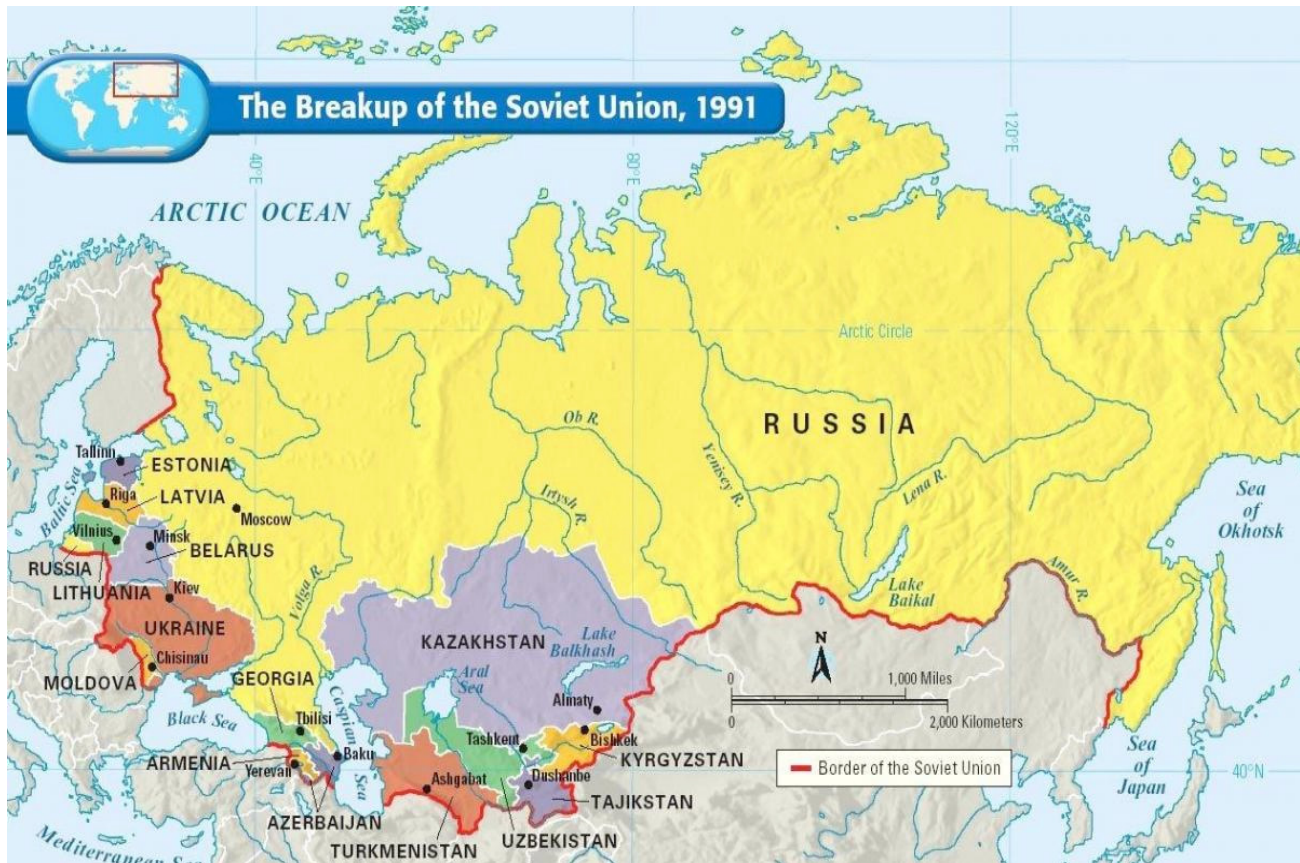 The Breakup of the Soviet Union, 1991
40°E
80°E
120°E
ARCTIC OCEAN
Arctic Circle
RUSSIA
Ob R.
Yenisey R.
Lena R.
Irtysh R.
Tallinn
ESTONIA
Riga
LATVIA
Baltic Sea
Moscow
Sea
of
Okhotsk
Vilnius
Minsk
BELARUS
RUSSIA
LITHUANIA
Kiev
Volga R.
Lake
Baikal
Amur R.
UKRAINE
KAZAKHSTAN
Lake
Balkhash
N
Chisinau
MOLDOVA
GEORGIA
Aral
Sea
Caspian
Sea
Almaty
0
1,000 Miles
0
2,000 Kilometers
Black Sea
Tbilisi
Tashkent
Bishkek
KYRGYZSTAN
ARMENIA
Yerevan
Baku
Ashgabat
Dushanbe
TAJIKSTAN
Border of the Soviet Union
Sea
of
Japan
40°N
AZERBAIJAN
UZBEKISTAN
TURKMENISTAN
Mediterranean